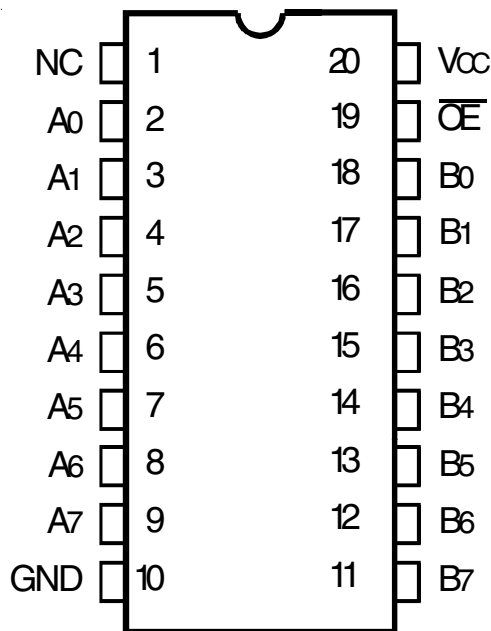 NC 1 20 VCC
A0 2 19 O̅E̅
A1 3 18 B0
A2 4 17 B1
A3 5 16 B2
A4 6 15 B3
A5 7 14 B4
A6 8 13 B5
A7 9 12 B6
GND 10 11 B7